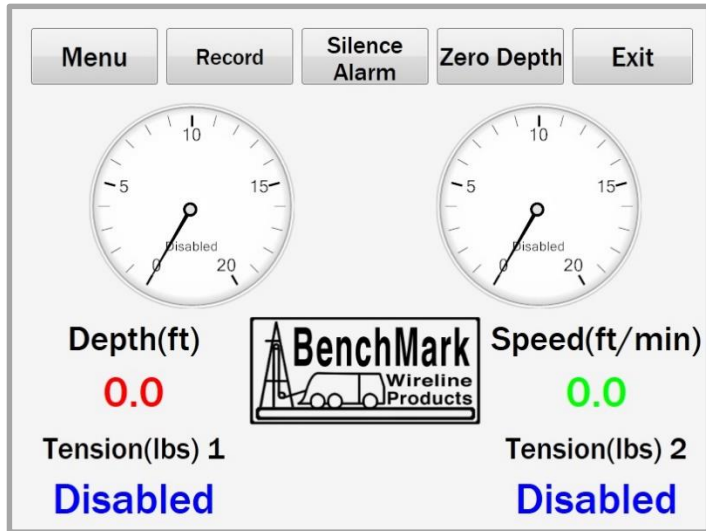 Menu
Record
Silence
Alarm
Zero Depth
Exit
10
5
15
Disabled
0
20
10
5
15
Disabled
0
20
Depth(ft)
0.0
BenchMark
Wireline
Products
Speed(ft/min)
0.0
Tension(lbs) 1
Disabled
Tension(lbs) 2
Disabled